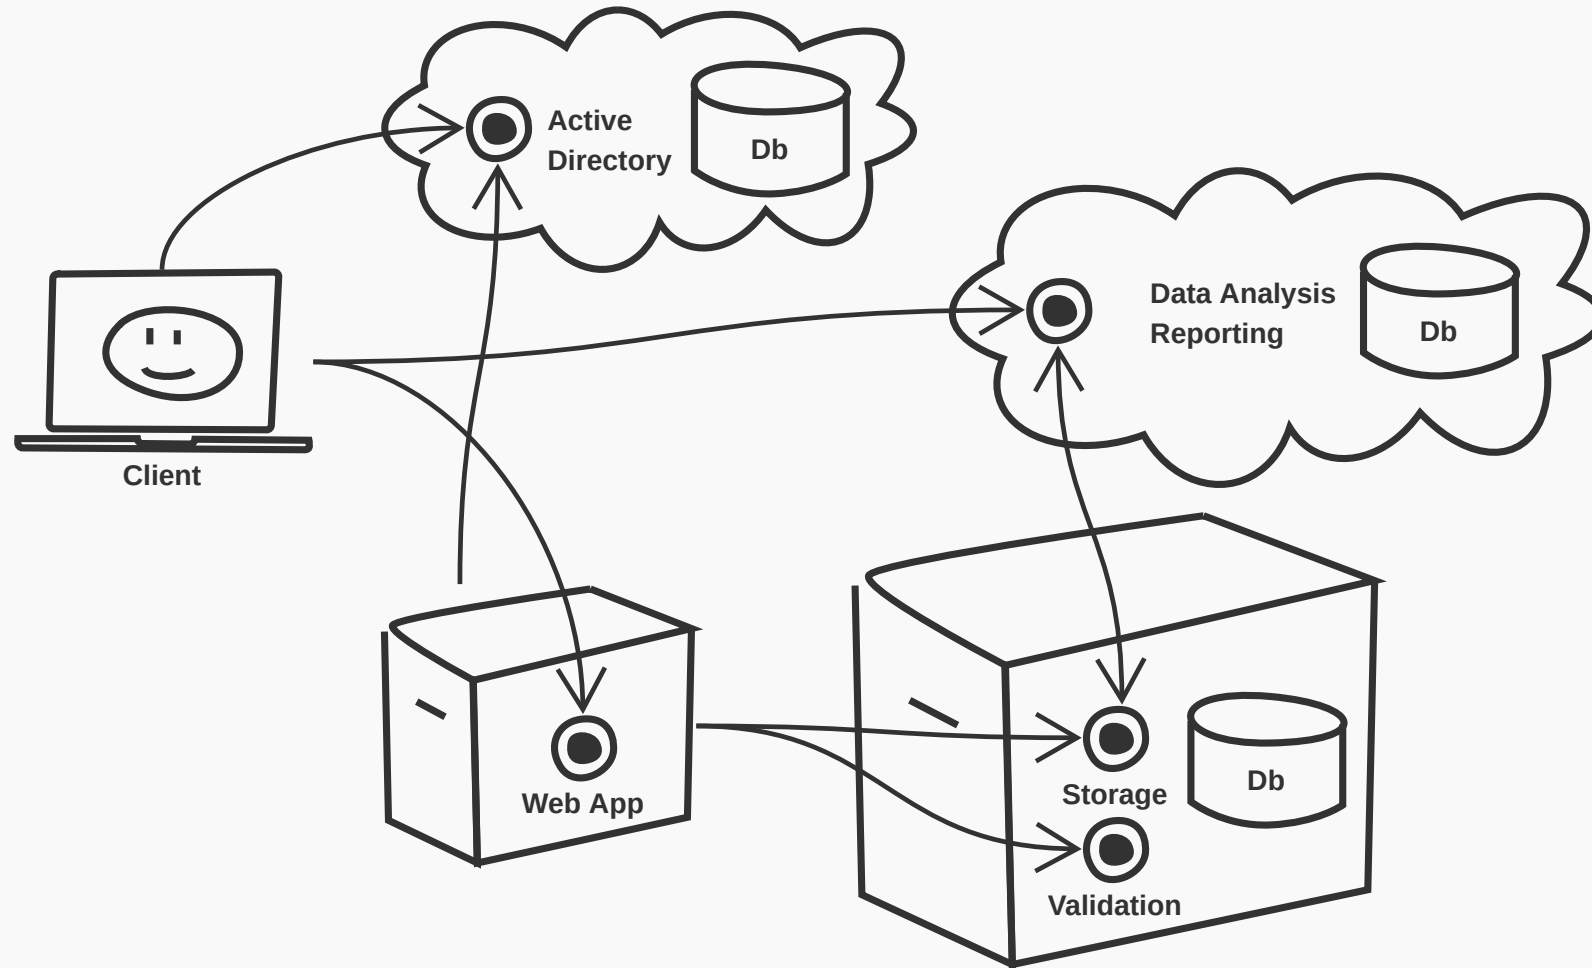 Active
Directory
Db
Data Analysis
Reporting
Db
Client
Web App
Storage
Db
Validation